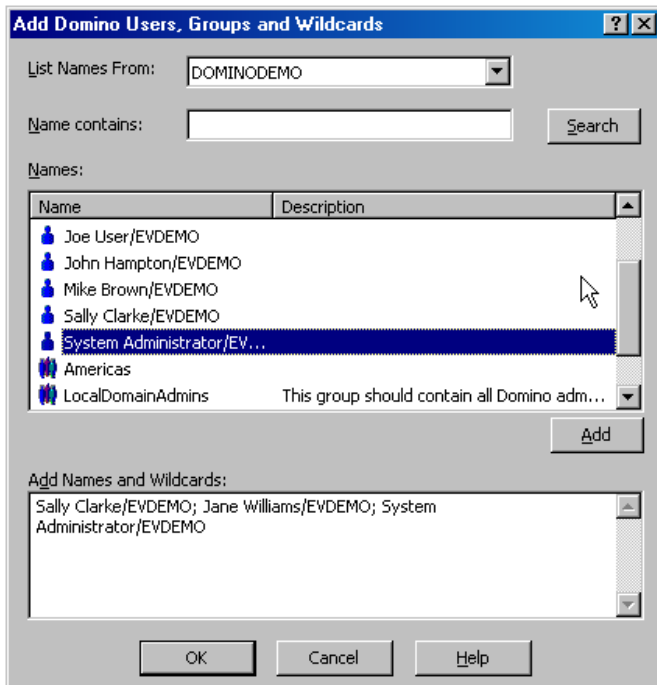 Add Domino Users, Groups and Wildcards
List Names From:
DOMINODEMO
Name contains:
Search
Names:
Name Description
Joe User/EVDEMO
John Hampton/EVDEMO
Mike Brown/EVDEMO
Sally Clarke/EVDEMO
System Administrator/EV...
Americas
LocalDomainAdmins This group should contain all Domino adm...
Add
Add Names and Wildcards:
Sally Clarke/EVDEMO; Jane Williams/EVDEMO; System
Administrator/EVDEMO
OK Cancel Help